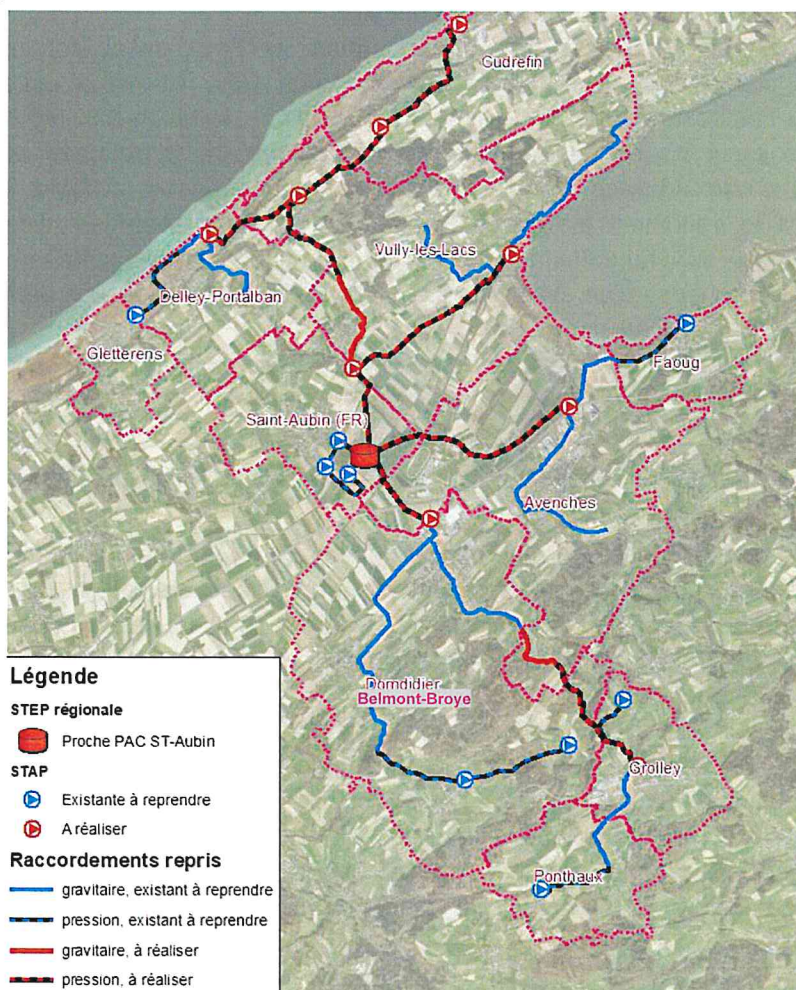 Gudrefin
Vully-les-Lacs
Delley-Portalban
Gletterens
Faoug
Saint-Aubin (FR)
Avenches
Domdidier
Belmont-Broye
Grolley
Ponthaux
Légende
STEP régionale
Proche PAC ST-Aubin
STAP
Existante à reprendre
A réaliser
Raccordements repris
gravitaire, existant à reprendre
pression, existant à reprendre
gravitaire, à réaliser
pression, à réaliser